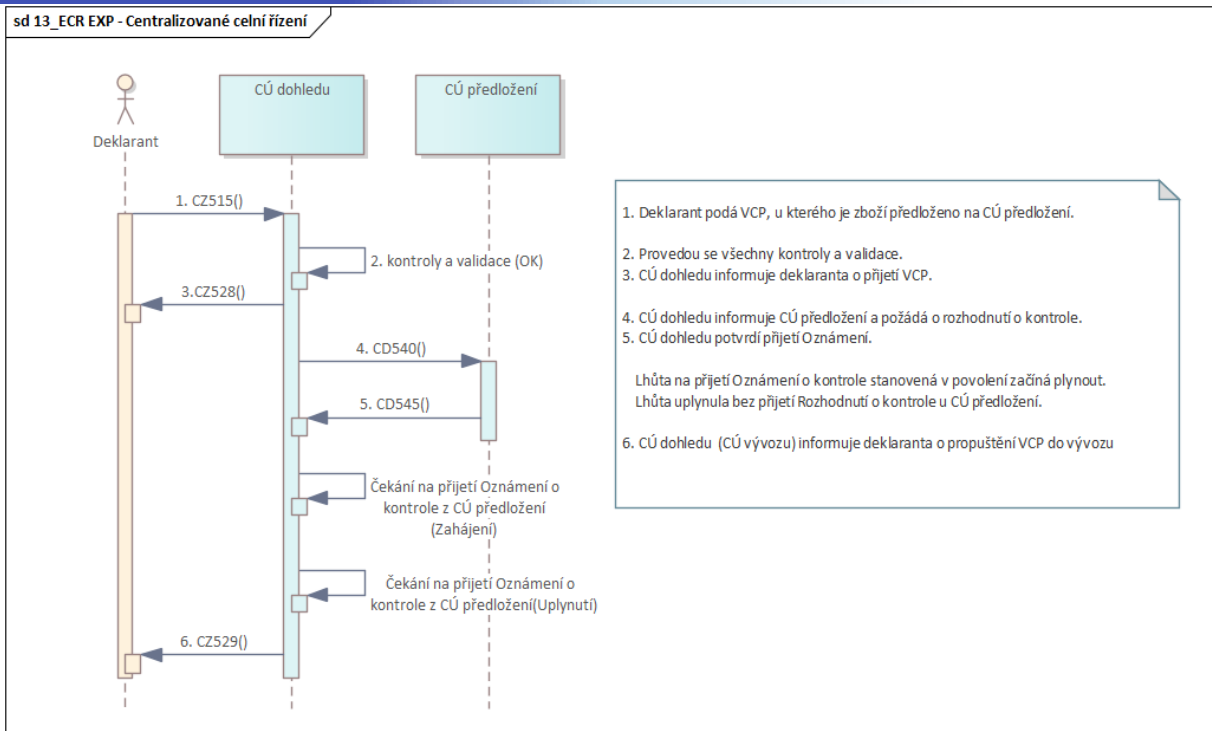 sd 13_ECR EXP - Centralizované celní řízení
CÚ dohledu
CÚ předložení
Deklarant
1. CZ515()
2. kontroly a validace (OK)
3.CZ528()
4. CD540()
5. CD545()
Čekání na přijetí Oznámení o
kontrole z CÚ předložení
(Zahájení)
Čekání na přijetí Oznámení o
kontrole z CÚ předložení(Uplynutí)
6. CZ529()
1. Deklarant podá VCP, u kterého je zboží předloženo na CÚ předložení.
2. Provedou se všechny kontroly a validace.
3. CÚ dohledu informuje deklaranta o přijetí VCP.
4. CÚ dohledu informuje CÚ předložení a požádá o rozhodnutí o kontrole.
5. CÚ dohledu potvrdí přijetí Oznámení.
Lhůta na přijetí Oznámení o kontrole stanovená v povolení začíná plynout.
Lhůta uplynula bez přijetí Rozhodnutí o kontrole u CÚ předložení.
6. CÚ dohledu (CÚ vývozu) informuje deklaranta o propuštění VCP do vývozu